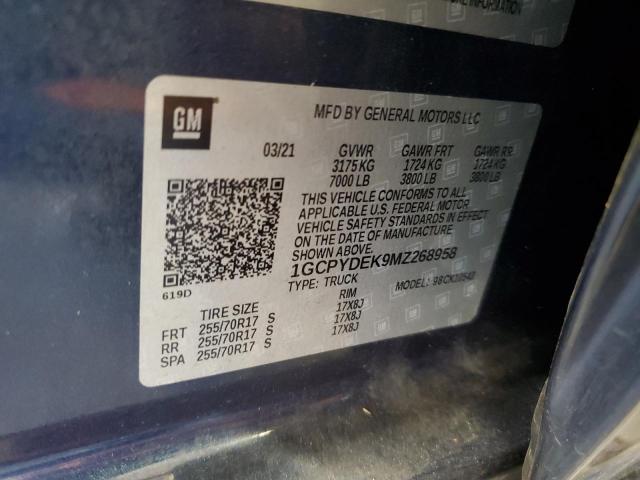 GM
MFD BY GENERAL MOTORS LLC
03/21 GVWR GAWR FRT GAWR RR
3175 KG 1724 KG 1724 KG
7000 LB 3800 LB 3800 LB
THIS VEHICLE CONFORMS TO ALL
APPLICABLE U.S. FEDERAL MOTOR
VEHICLE SAFETY STANDARDS IN EFFECT
ON THE DATE OF MANUFACTURE
SHOWN ABOVE.
1GCPYDEK9MZ268958
619D
TYPE: TRUCK MODEL:
TIRE SIZE RIM
FRT 255/70R17 S 17X8J
RR 255/70R17 S 17X8J
SPA 255/70R17 S 17X8J
INFORMATION